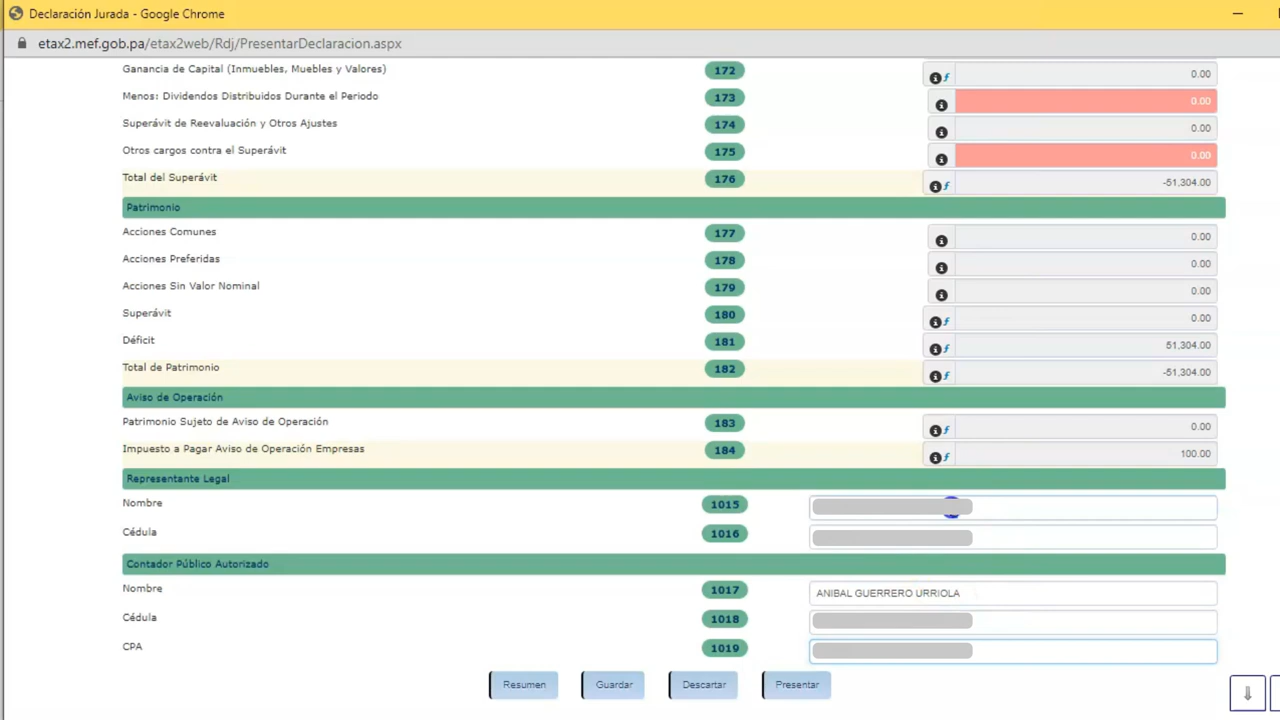 Declaración Jurada - Google Chrome
etax2.mef.gob.pa/etax2web/Rdj/PresentarDeclaracion.aspx
Ganancia de Capital (Inmuebles, Muebles y Valores) 172 0.00
Menos: Dividendos Distribuidos Durante el Periodo 173 0.00
Superávit de Reevaluación y Otros Ajustes 174 0.00
Otros cargos contra el Superávit 175 0.00
Total del Superávit 176 -51,304.00
Patrimonio
Acciones Comunes 177 0.00
Acciones Preferidas 178 0.00
Acciones Sin Valor Nominal 179 0.00
Superávit 180 0.00
Déficit 181 51,304.00
Total de Patrimonio 182 -51,304.00
Aviso de Operación
Patrimonio Sujeto de Aviso de Operación 183 0.00
Impuesto a Pagar Aviso de Operación Empresas 184 100.00
Representante Legal
Nombre 1015
Cédula 1016
Contador Público Autorizado
Nombre 1017 ANIBAL GUERRERO URRIOLA
Cédula 1018
CPA 1019
Resumen Guardar Descartar Presentar